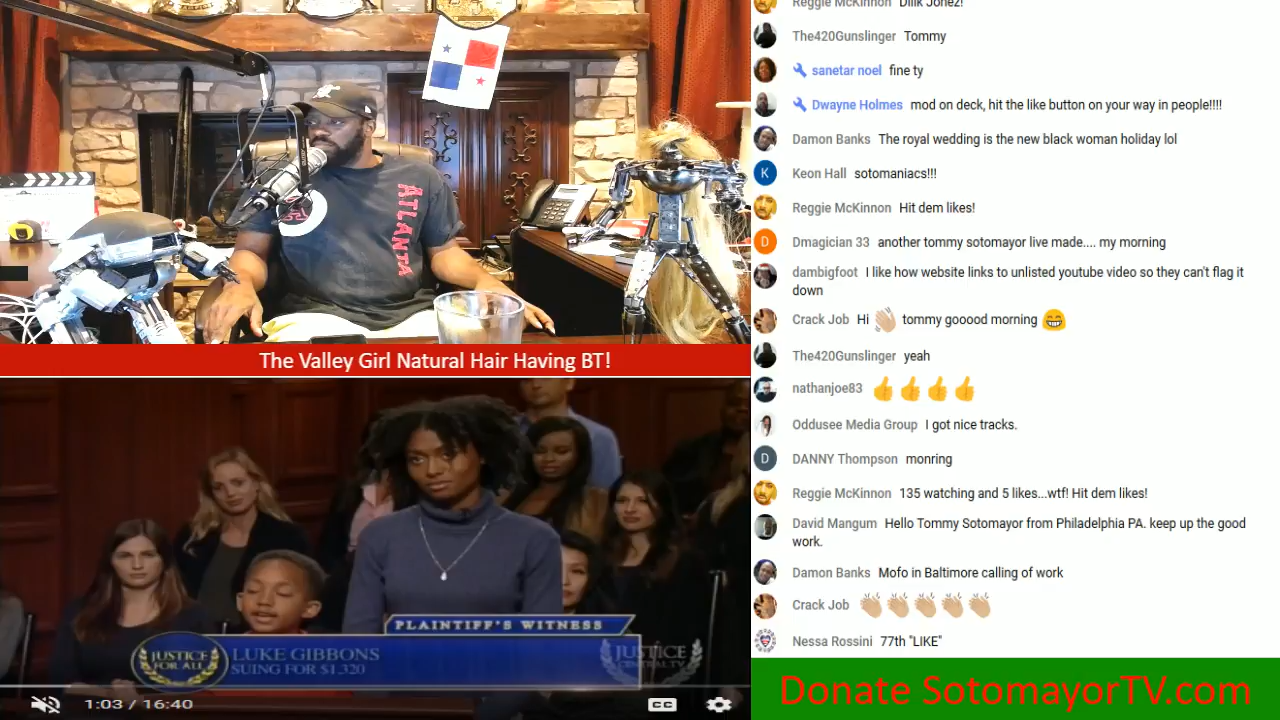 ATLANTA
The Valley Girl Natural Hair Having BT!
PLAINTIFF'S WITNESS
JUSTICE
FOR ALL
LUKE GIBBONS
SUING FOR $1,320
JUSTICE
CENTRAL.TV
1:03 / 16:40
CC
Reggie McKinnon Dilik Jonez!
The420Gunslinger Tommy
sanetar noel fine ty
Dwayne Holmes mod on deck, hit the like button on your way in people!!!!
Damon Banks The royal wedding is the new black woman holiday lol
K Keon Hall sotomaniacs!!!
Reggie McKinnon Hit dem likes!
D Dmagician 33 another tommy sotomayor live made.... my morning
dambigfoot I like how website links to unlisted youtube video so they can't flag it
down
Crack Job Hi 👋🏼 tommy gooood morning 😁
The420Gunslinger yeah
nathanjoe83 👍👍👍👍
Oddusee Media Group I got nice tracks.
D DANNY Thompson monring
Reggie McKinnon 135 watching and 5 likes...wtf! Hit dem likes!
David Mangum Hello Tommy Sotomayor from Philadelphia PA. keep up the good
work.
Damon Banks Mofo in Baltimore calling of work
Crack Job 👏🏼👏🏼👏🏼👏🏼👏🏼
Nessa Rossini 77th "LIKE"
Donate SotomayorTV.com